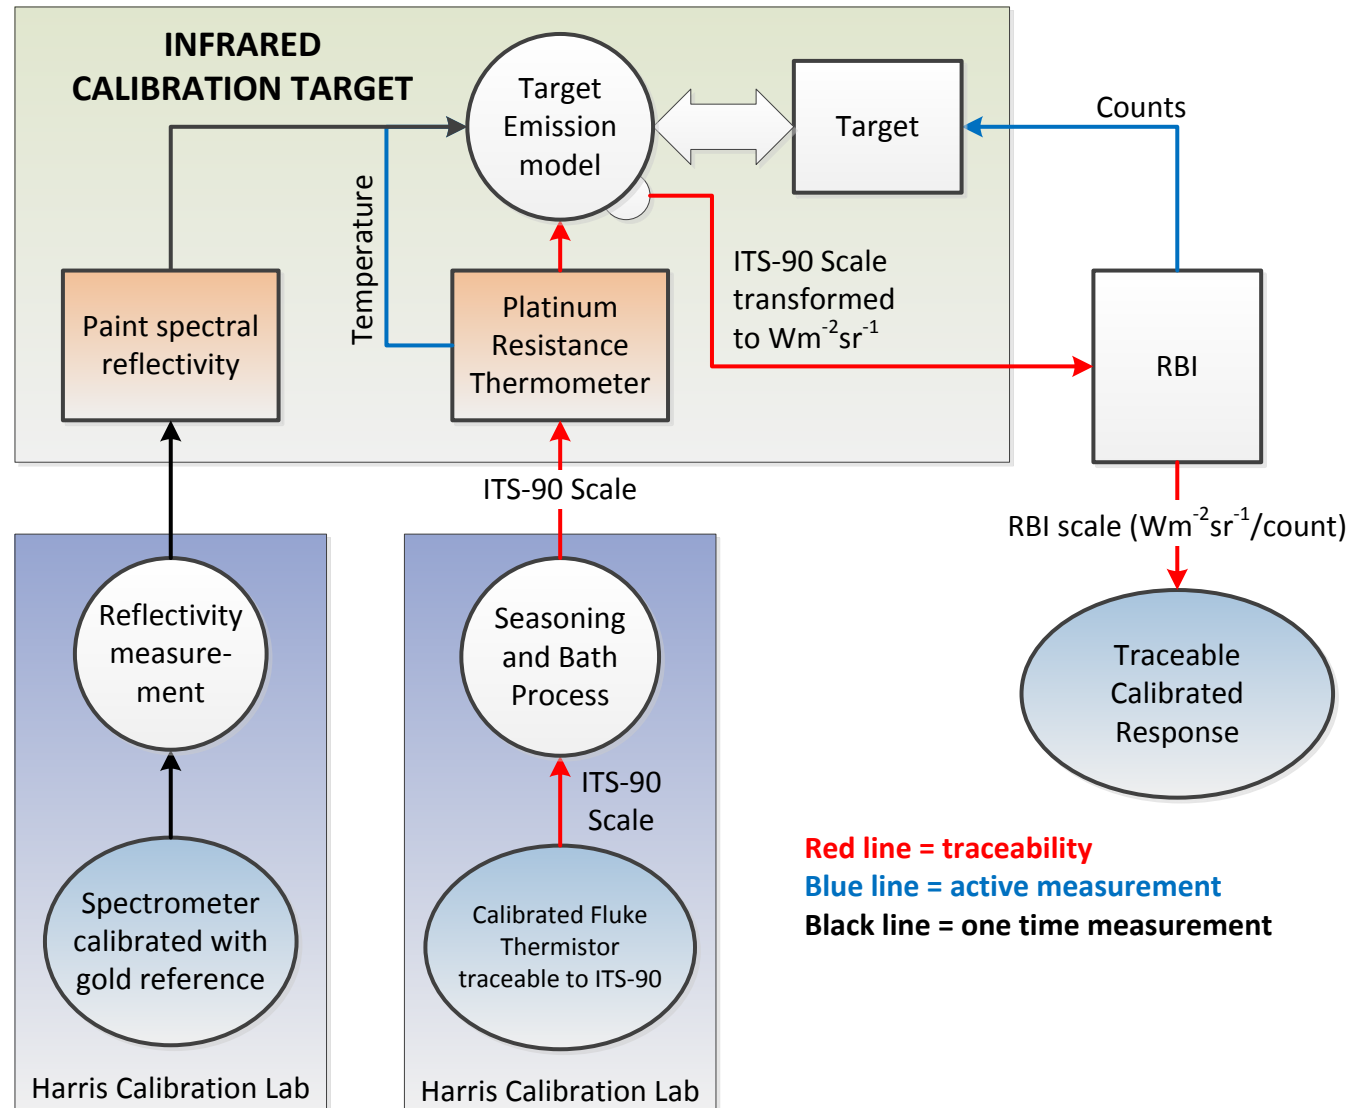 INFRARED
CALIBRATION TARGET
Target
Emission
model
Target
Counts
Temperature
Paint spectral
reflectivity
Platinum
Resistance
Thermometer
ITS-90 Scale
transformed
to Wm⁻²sr⁻¹
RBI
ITS-90 Scale
RBI scale (Wm⁻²sr⁻¹/count)
Reflectivity
measure-
ment
Seasoning
and Bath
Process
Traceable
Calibrated
Response
ITS-90
Scale
Spectrometer
calibrated with
gold reference
Calibrated Fluke
Thermistor
traceable to ITS-90
Red line = traceability
Blue line = active measurement
Black line = one time measurement
Harris Calibration Lab
Harris Calibration Lab